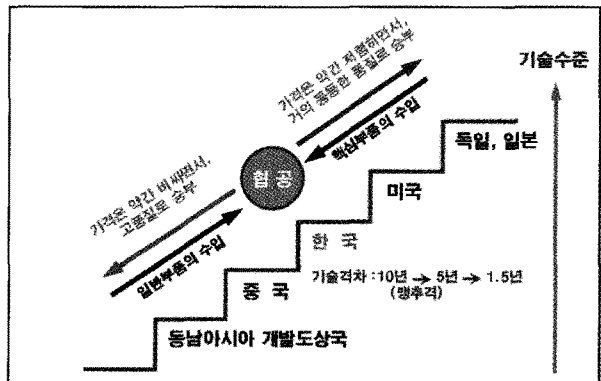 가격은 약간 저렴하면서,
거의 동등한 품질로 승부
핵심부품의 수입
기술수준
독일, 일본
협공
미국
가격은 약간 비싸면서,
고품질로 승부
일반부품의 수입
한 국
기술격차 : 10년 → 5년 → 1.5년
(맹추격)
중 국
동남아시아 개발도상국